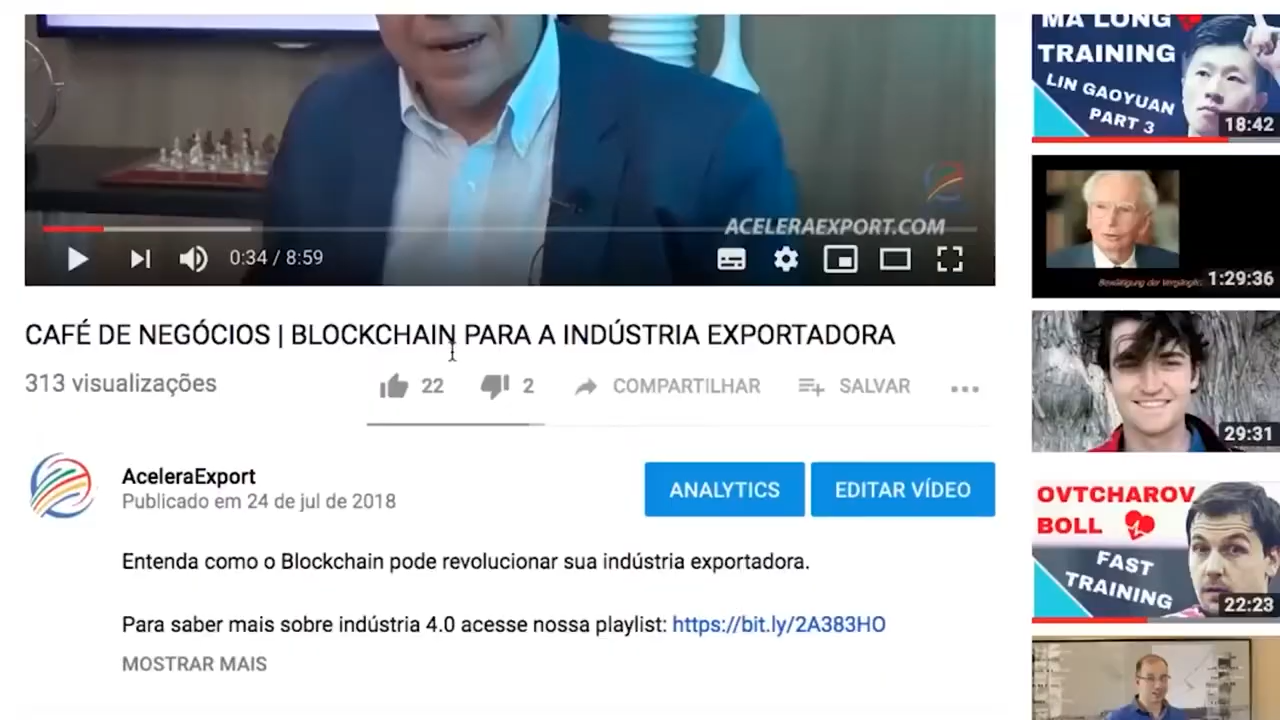 ACELERAEXPORT.COM
0:34 / 8:59
CAFÉ DE NEGÓCIOS | BLOCKCHAIN PARA A INDÚSTRIA EXPORTADORA
313 visualizações
22
2
COMPARTILHAR
SALVAR
AceleraExport
Publicado em 24 de jul de 2018
ANALYTICS
EDITAR VÍDEO
Entenda como o Blockchain pode revolucionar sua indústria exportadora.
Para saber mais sobre indústria 4.0 acesse nossa playlist: https://bit.ly/2A383HO
MOSTRAR MAIS
MA LONG
TRAINING
LIN GAOYUAN
PART 3
18:42
Bewältigung der
1:29:36
29:31
OVTCHAROV
BOLL
FAST
TRAINING
22:23